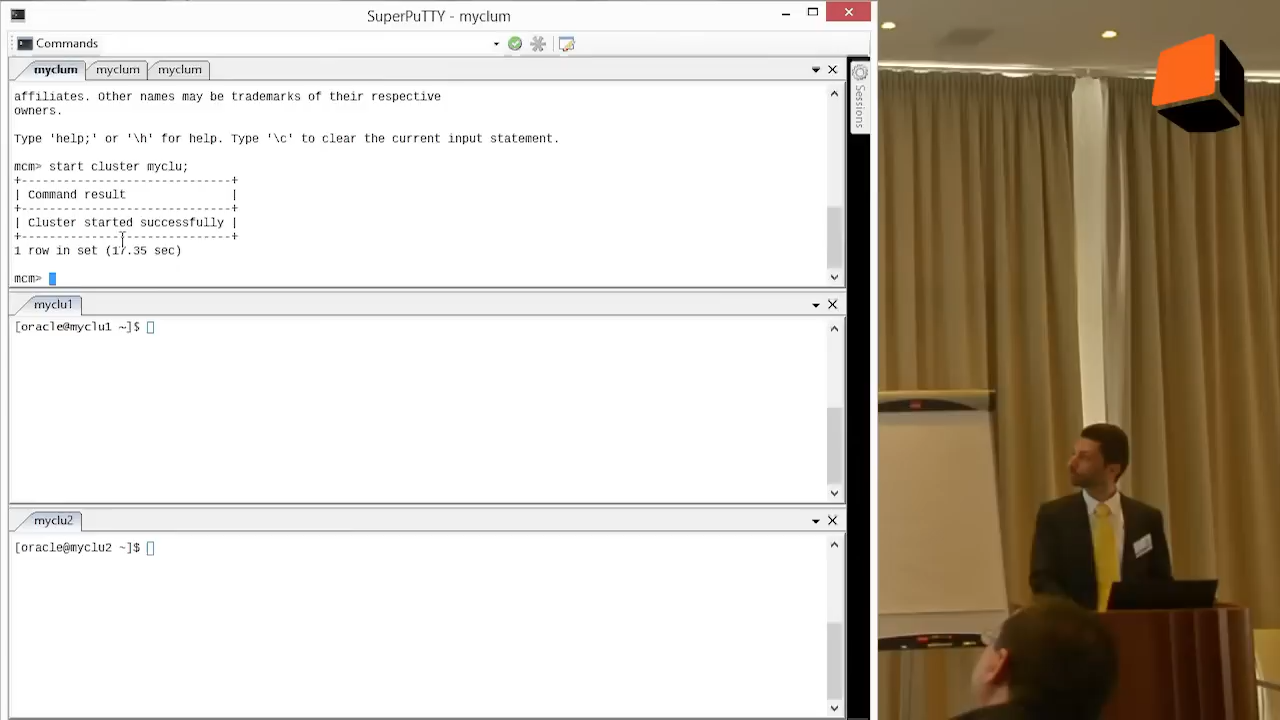 SuperPuTTY - myclum
Commands
myclum
myclum
myclum
Sessions
affiliates. Other names may be trademarks of their respective
owners.
Type 'help;' or '\h' for help. Type '\c' to clear the current input statement.
mcm> start cluster myclu;
+-------------------------------+
| Command result |
+-------------------------------+
| Cluster started successfully |
+-------------------------------+
1 row in set (17.35 sec)
mcm>
myclu1
[oracle@myclu1 ~]$
myclu2
[oracle@myclu2 ~]$